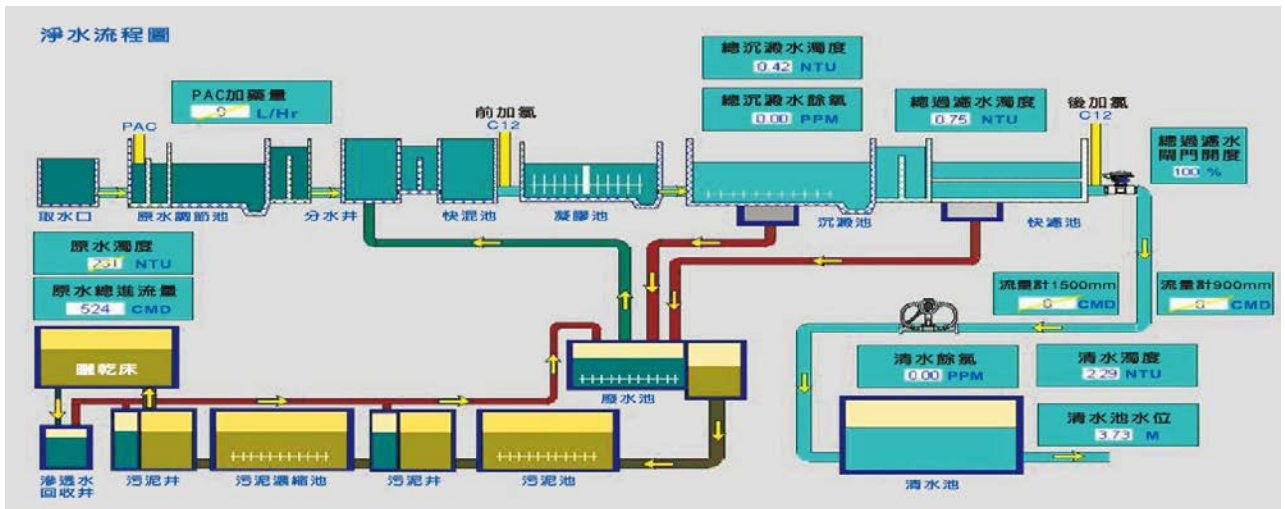 淨水流程圖
總沉澱水濁度
0.42 NTU
PAC加藥量
L/Hr
前加氯
C12
總沉澱水餘氧
0.00 PPM
總過濾水濁度
0.75 NTU
後加氯
C12
PAC
總過濾水
閘門開度
100 %
取水口
原水調節池
分水井
快混池
凝膠池
沉澱池
快濾池
原水濁度
NTU
原水總進流量
524 CMD
流量計1500mm
CMD
流量計900mm
CMD
曬乾床
清水餘氯
0.00 PPM
清水濁度
2.29 NTU
廢水池
清水池水位
3.73 M
滲透水
回收井
污泥井
污泥濃縮池
污泥井
污泥池
清水池